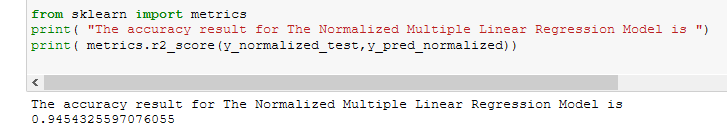 from sklearn import metrics
print( "The accuracy result for The Normalized Multiple Linear Regression Model is ")
print( metrics.r2_score(y_normalized_test,y_pred_normalized))
The accuracy result for The Normalized Multiple Linear Regression Model is
0.9454325597076055